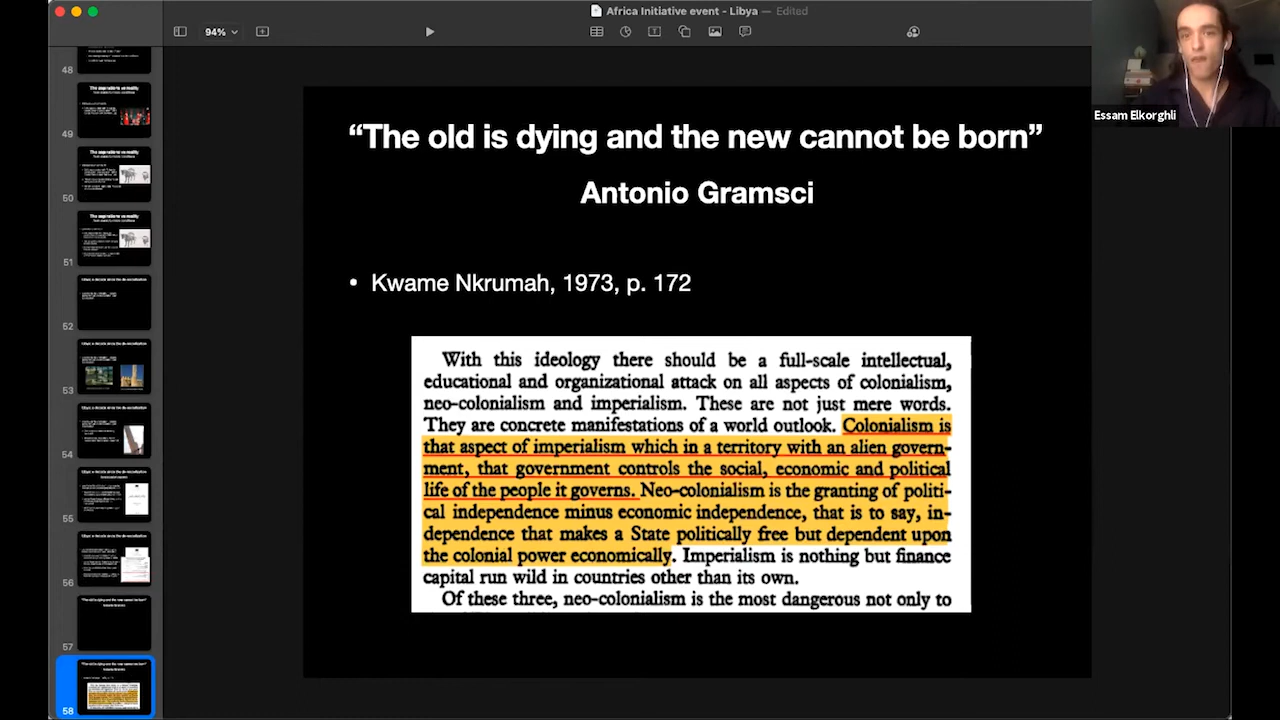 Africa Initiative event - Libya — Edited
94%
48
49
50
51
52
53
54
55
56
57
58
Essam Elkorghli
“The old is dying and the new cannot be born”
Antonio Gramsci
• Kwame Nkrumah, 1973, p. 172
With this ideology there should be a full-scale intellectual,
educational and organizational attack on all aspects of colonialism,
neo-colonialism and imperialism. These are not just mere words.
They are concrete manifestations of a world outlook. Colonialism is
that aspect of imperialism which in a territory with an alien govern-
ment, that government controls the social, economic and political
life of the people it governs. Neo-colonialism is the granting of politi-
cal independence minus economic independence, that is to say, in-
dependence that makes a State politically free but dependent upon
the colonial power economically. Imperialism is nothing but finance
capital run wild in countries other than its own.
Of these three, neo-colonialism is the most dangerous not only to